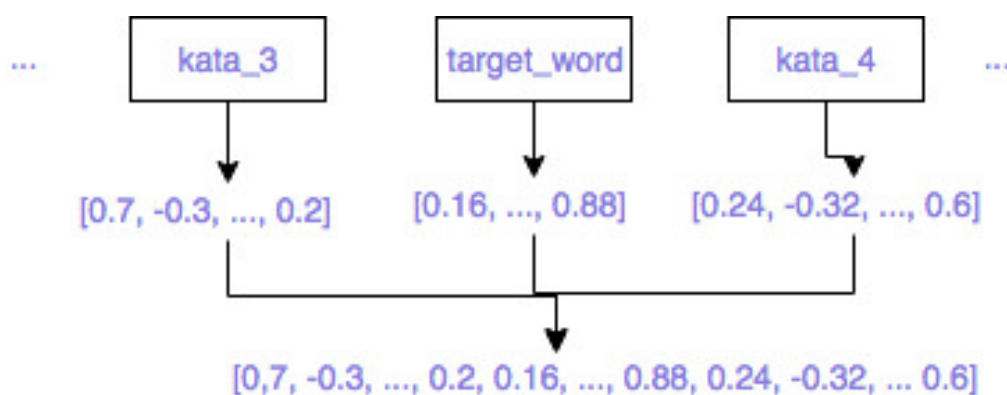 ... kata_3 target_word kata_4 ...
[0.7, -0.3, ..., 0.2] [0.16, ..., 0.88] [0.24, -0.32, ..., 0.6]
[0,7, -0.3, ..., 0.2, 0.16, ..., 0.88, 0.24, -0.32, ... 0.6]